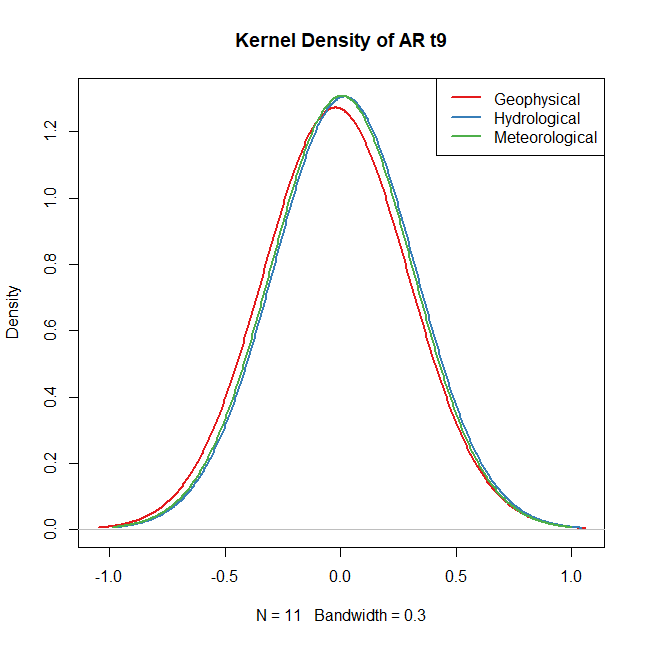 Kernel Density of AR t9
Geophysical
Hydrological
Meteorological
Density
1.2
1.0
0.8
0.6
0.4
0.2
0.0
-1.0 -0.5 0.0 0.5 1.0
N = 11 Bandwidth = 0.3